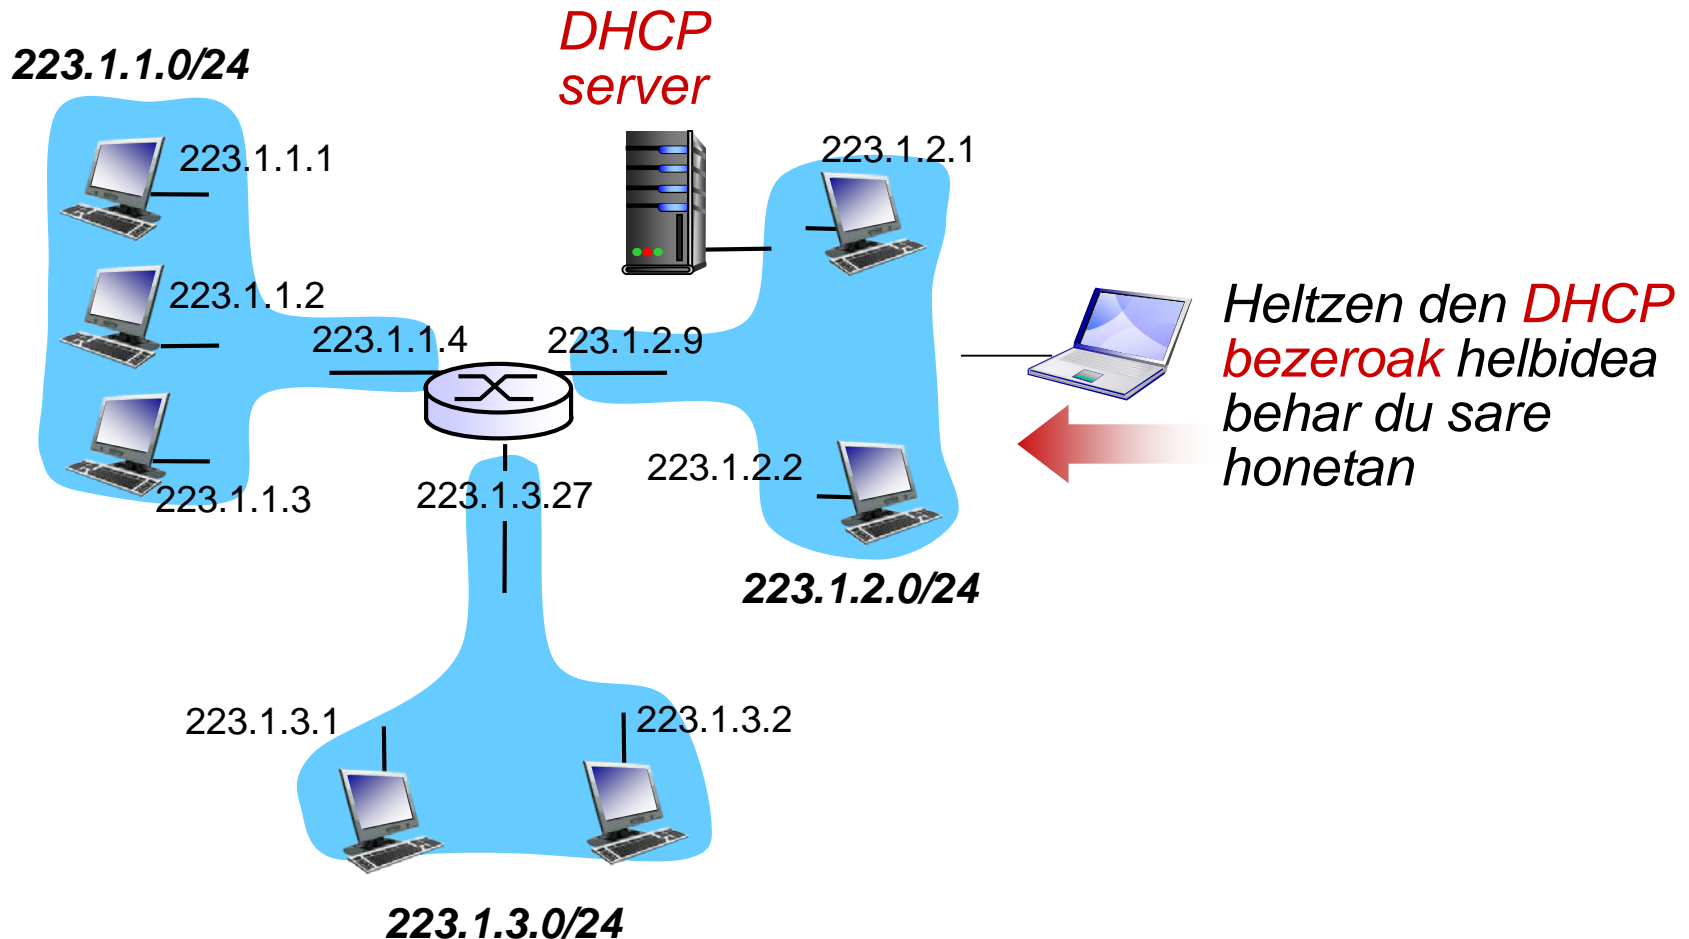 DHCP
server
223.1.1.0/24
223.1.1.1
223.1.2.1
223.1.1.2
223.1.1.4
223.1.2.9
Heltzen den DHCP
bezeroak helbidea
behar du sare
honetan
223.1.1.3
223.1.3.27
223.1.2.2
223.1.2.0/24
223.1.3.1
223.1.3.2
223.1.3.0/24